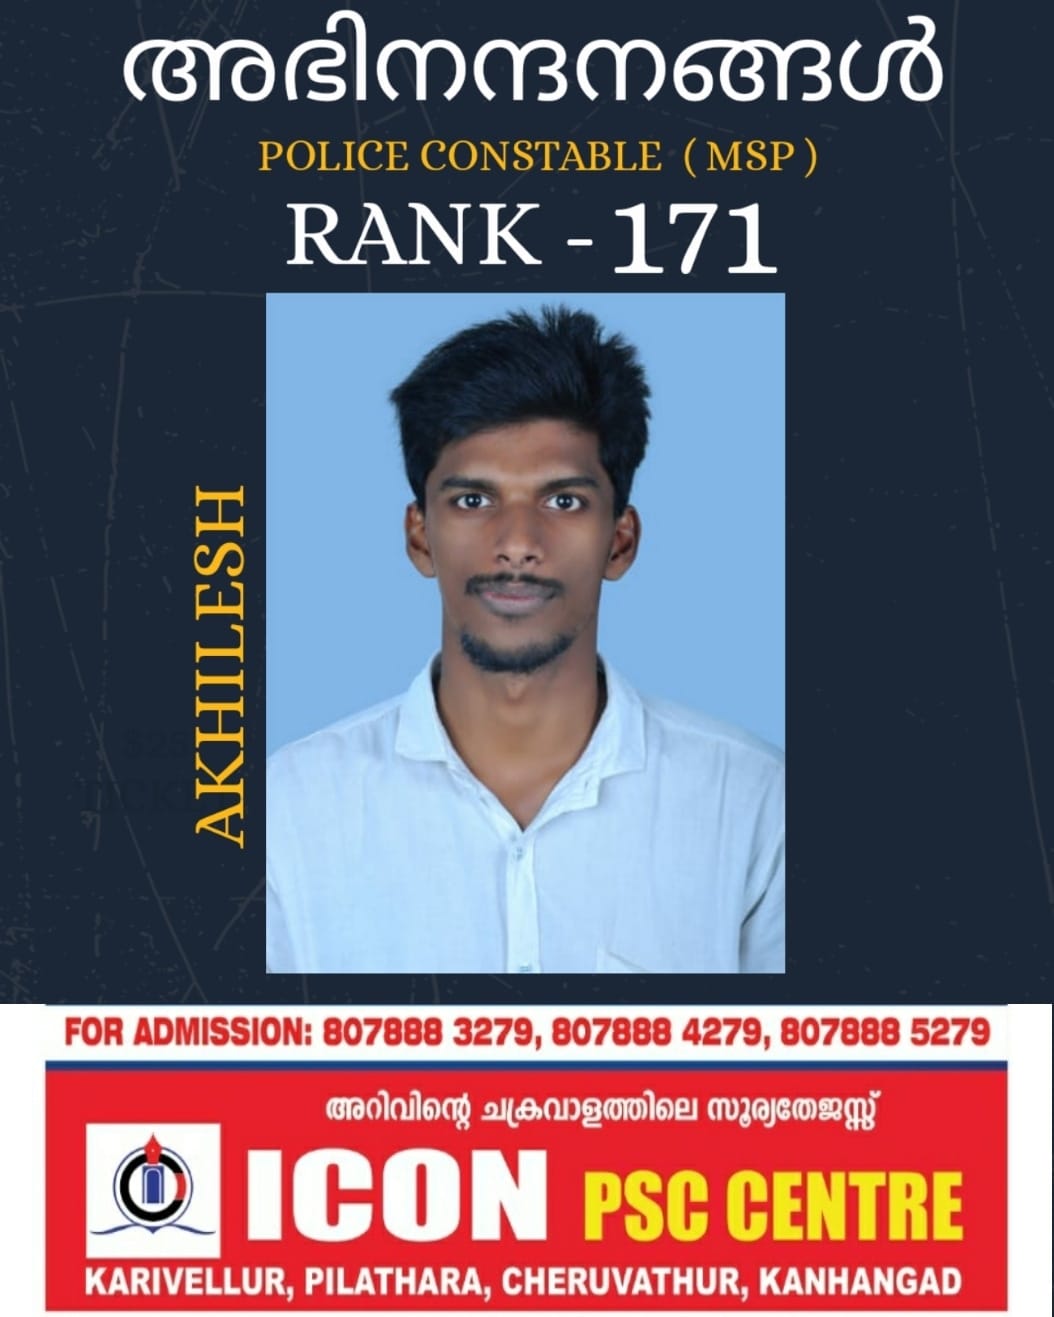 അഭിനന്ദനങ്ങൾ
POLICE CONSTABLE ( MSP )
RANK - 171
AKHILESH
FOR ADMISSION: 807888 3279, 807888 4279, 807888 5279
അറിവിന്റെ ചക്രവാളത്തിലെ സൂര്യതേജസ്സ്
ICON PSC CENTRE
KARIVELLUR, PILATHARA, CHERUVATHUR, KANHANGAD